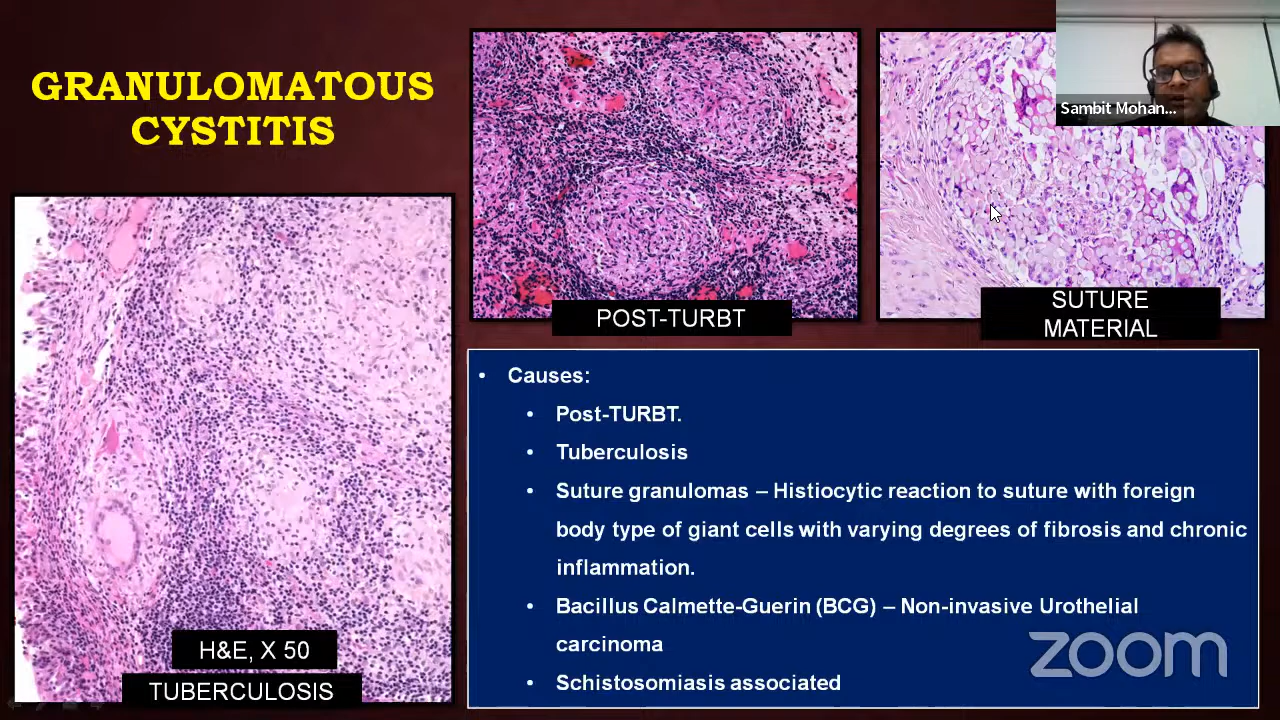 GRANULOMATOUS
CYSTITIS
Sambit Mohan...
POST-TURBT
SUTURE
MATERIAL
• Causes:
• Post-TURBT.
• Tuberculosis
• Suture granulomas – Histiocytic reaction to suture with foreign
body type of giant cells with varying degrees of fibrosis and chronic
inflammation.
• Bacillus Calmette-Guerin (BCG) – Non-invasive Urothelial
carcinoma
• Schistosomiasis associated
H&E, X 50
TUBERCULOSIS
zoom